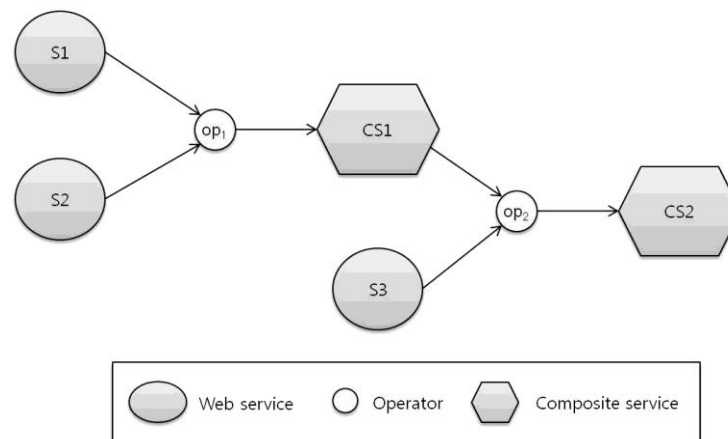 S1
op₁
CS1
S2
op₂
CS2
S3
Web service
Operator
Composite service